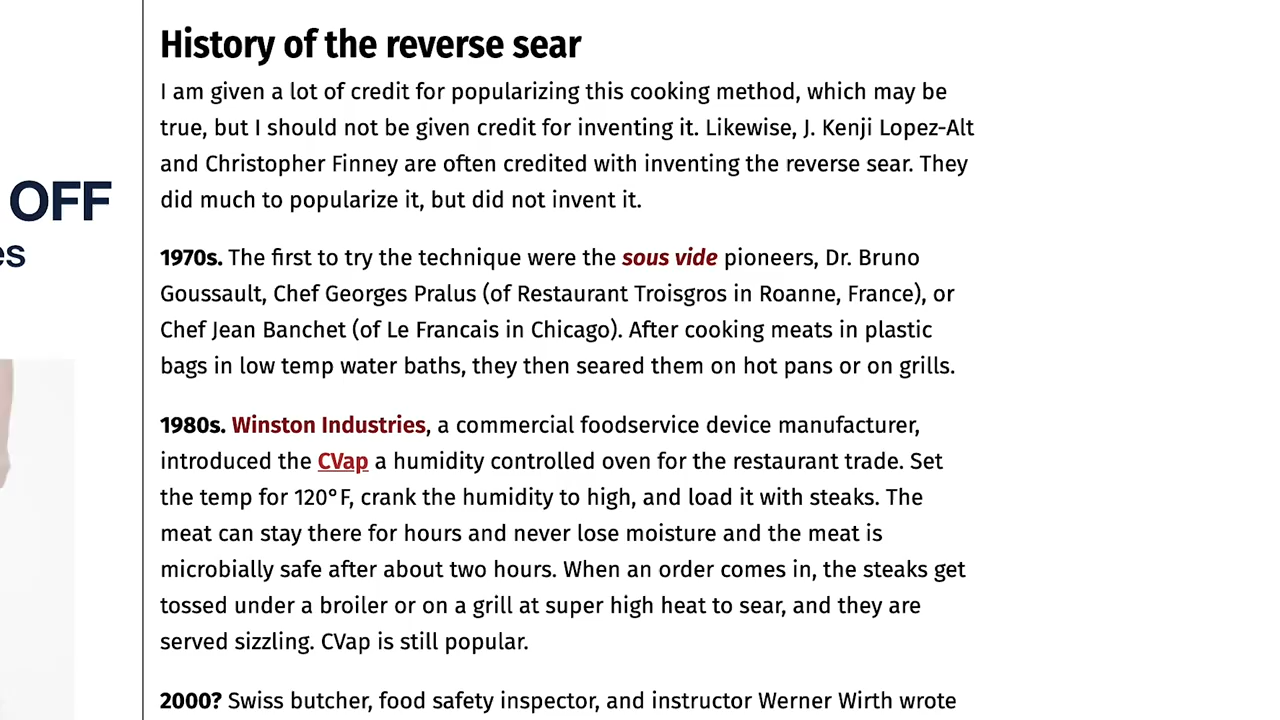 History of the reverse sear
I am given a lot of credit for popularizing this cooking method, which may be
true, but I should not be given credit for inventing it. Likewise, J. Kenji Lopez-Alt
and Christopher Finney are often credited with inventing the reverse sear. They
did much to popularize it, but did not invent it.
OFF
es
1970s. The first to try the technique were the sous vide pioneers, Dr. Bruno
Goussault, Chef Georges Pralus (of Restaurant Troisgros in Roanne, France), or
Chef Jean Banchet (of Le Francais in Chicago). After cooking meats in plastic
bags in low temp water baths, they then seared them on hot pans or on grills.
1980s. Winston Industries, a commercial foodservice device manufacturer,
introduced the CVap a humidity controlled oven for the restaurant trade. Set
the temp for 120°F, crank the humidity to high, and load it with steaks. The
meat can stay there for hours and never lose moisture and the meat is
microbially safe after about two hours. When an order comes in, the steaks get
tossed under a broiler or on a grill at super high heat to sear, and they are
served sizzling. CVap is still popular.
2000? Swiss butcher, food safety inspector, and instructor Werner Wirth wrote